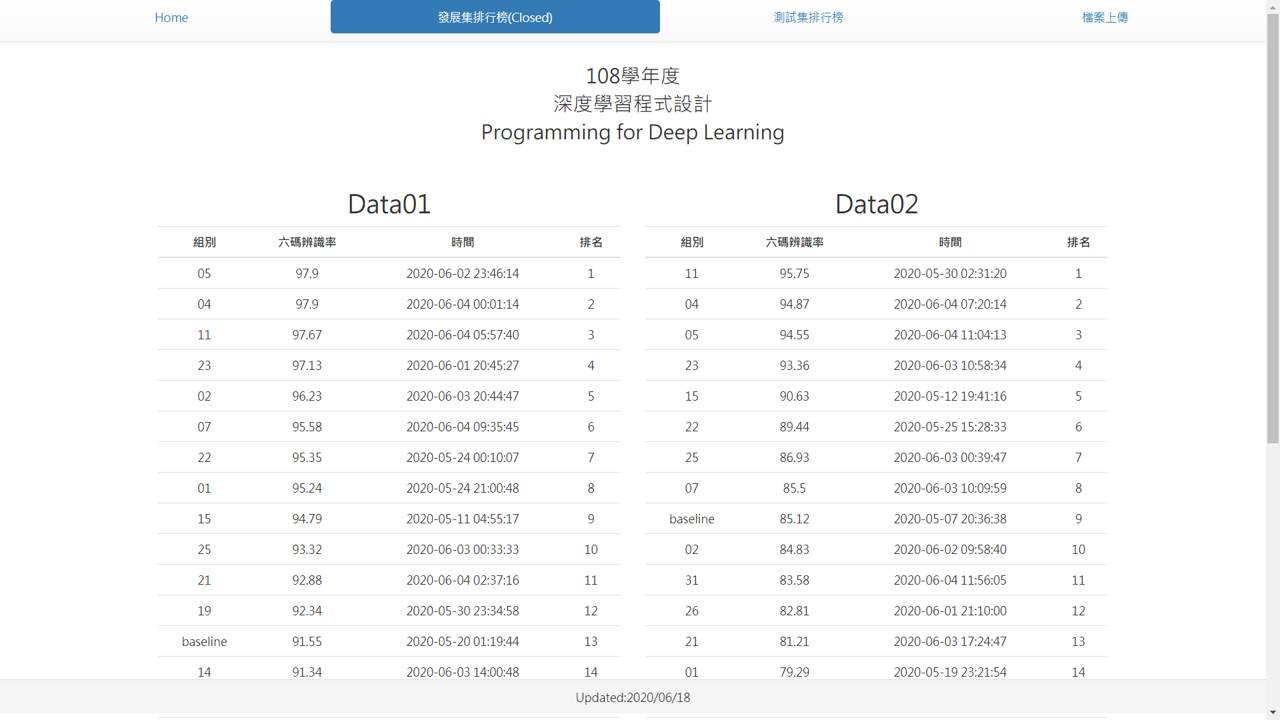 Home 發展集排行榜(Closed) 測試集排行榜 檔案上傳
108學年度
深度學習程式設計
Programming for Deep Learning
Data01
組別 六碼辨識率 時間 排名
05 97.9 2020-06-02 23:46:14 1
04 97.9 2020-06-04 00:01:14 2
11 97.67 2020-06-04 05:57:40 3
23 97.13 2020-06-01 20:45:27 4
02 96.23 2020-06-03 20:44:47 5
07 95.58 2020-06-04 09:35:45 6
22 95.35 2020-05-24 00:10:07 7
01 95.24 2020-05-24 21:00:48 8
15 94.79 2020-05-11 04:55:17 9
25 93.32 2020-06-03 00:33:33 10
21 92.88 2020-06-04 02:37:16 11
19 92.34 2020-05-30 23:34:58 12
baseline 91.55 2020-05-20 01:19:44 13
14 91.34 2020-06-03 14:00:48 14
Data02
組別 六碼辨識率 時間 排名
11 95.75 2020-05-30 02:31:20 1
04 94.87 2020-06-04 07:20:14 2
05 94.55 2020-06-04 11:04:13 3
23 93.36 2020-06-03 10:58:34 4
15 90.63 2020-05-12 19:41:16 5
22 89.44 2020-05-25 15:28:33 6
25 86.93 2020-06-03 00:39:47 7
07 85.5 2020-06-03 10:09:59 8
baseline 85.12 2020-05-07 20:36:38 9
02 84.83 2020-06-02 09:58:40 10
31 83.58 2020-06-04 11:56:05 11
26 82.81 2020-06-01 21:10:00 12
21 81.21 2020-06-03 17:24:47 13
01 79.29 2020-05-19 23:21:54 14
Updated:2020/06/18